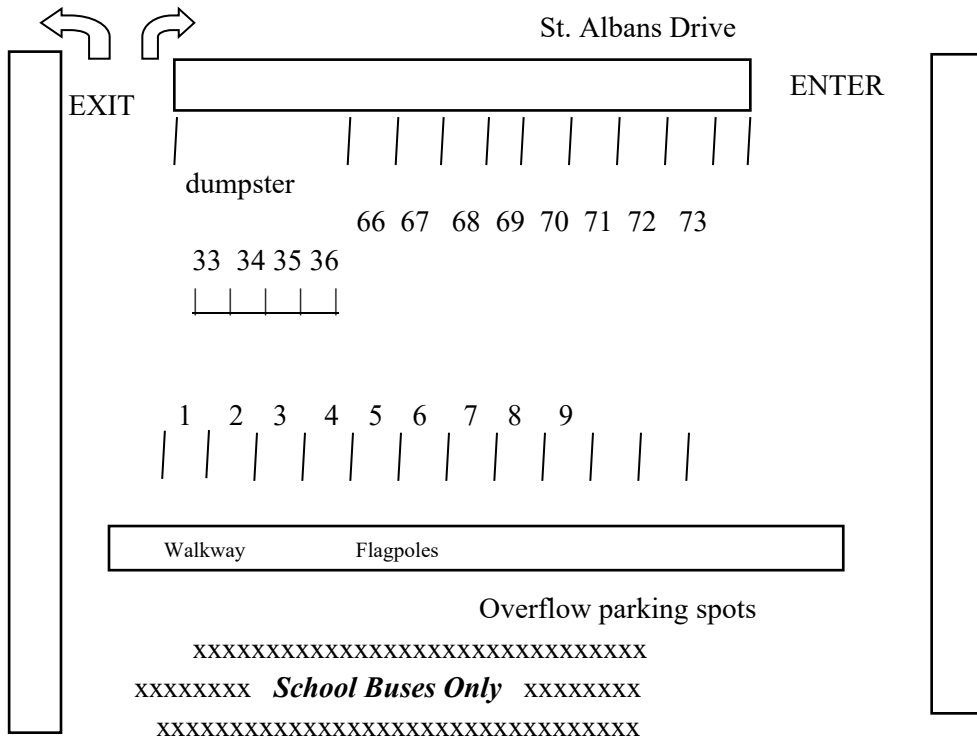 St. Albans Drive
EXIT
ENTER
dumpster
66 67 68 69 70 71 72 73
33 34 35 36
1 2 3 4 5 6 7 8 9
Walkway Flagpoles
Overflow parking spots
xxxxxxxxxxxxxxxxxxxxxxxxxxxxxxx
xxxxxxxx School Buses Only xxxxxxxx
xxxxxxxxxxxxxxxxxxxxxxxxxxxxxxxxx